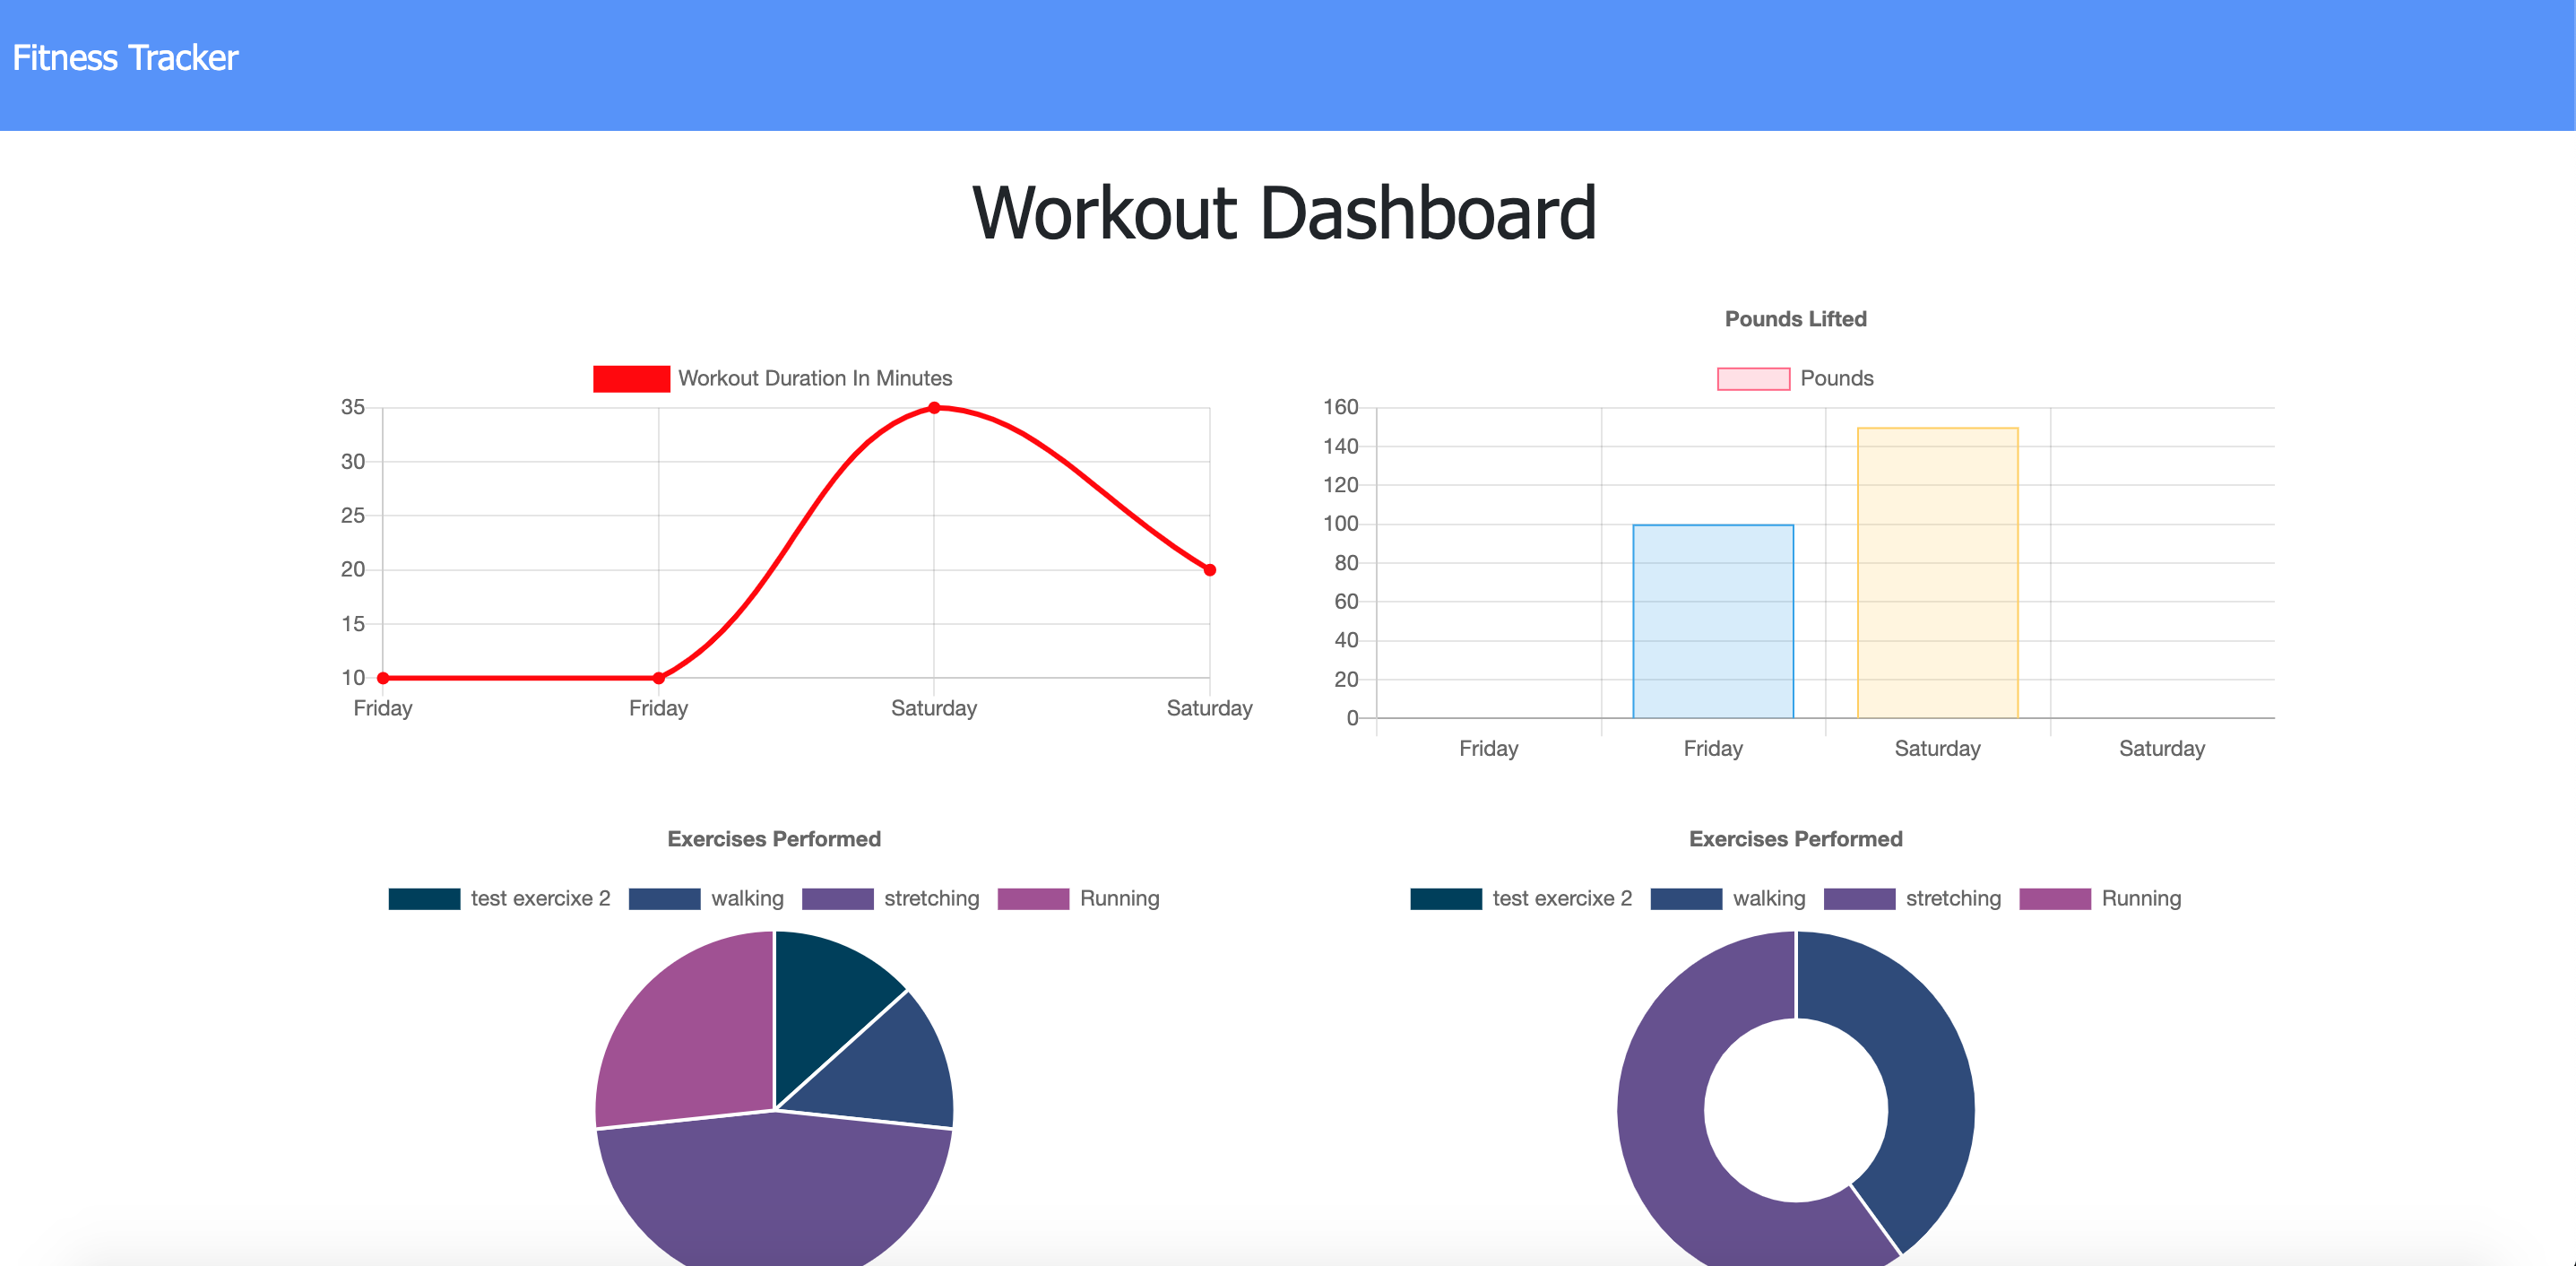 Fitness Tracker
Workout Dashboard
Workout Duration In Minutes
35
30
25
20
15
10
Friday Friday Saturday Saturday
Pounds Lifted
Pounds
160
140
120
100
80
60
40
20
0
Friday Friday Saturday Saturday
Exercises Performed
test exercixe 2 walking stretching Running
Exercises Performed
test exercixe 2 walking stretching Running